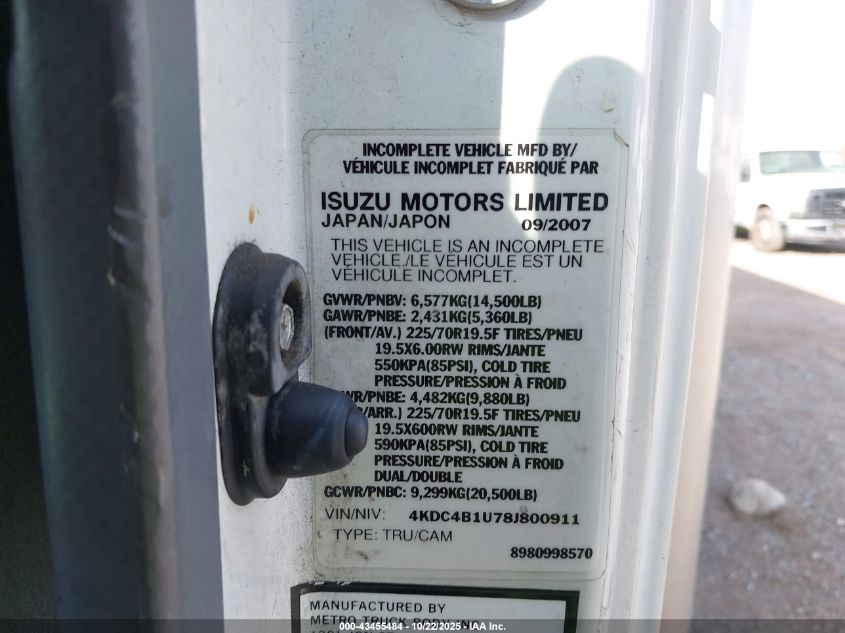 INCOMPLETE VEHICLE MFD BY/
VÉHICULE INCOMPLET FABRIQUÉ PAR
ISUZU MOTORS LIMITED
JAPAN/JAPON 09/2007
THIS VEHICLE IS AN INCOMPLETE
VEHICLE./LE VÉHICULE EST UN
VÉHICULE INCOMPLET.
GVWR/PNBV: 6,577KG(14,500LB)
GAWR/PNBE: 2,431KG(5,360LB)
(FRONT/AV.) 225/70R19.5F TIRES/PNEU
19.5X6.00RW RIMS/JANTE
550KPA(85PSI), COLD TIRE
PRESSURE/PRESSION À FROID
WR/PNBE: 4,482KG(9,880LB)
/ARR.) 225/70R19.5F TIRES/PNEU
19.5X600RW RIMS/JANTE
590KPA(85PSI), COLD TIRE
PRESSURE/PRESSION À FROID
DUAL/DOUBLE
GCWR/PNBC: 9,299KG(20,500LB)
VIN/NIV: 4KDC4B1U78J800911
TYPE: TRU/CAM
8980998570
MANUFACTURED BY
METRO TRUCK
000-43455484 - 10/22/2025 - IAA Inc.